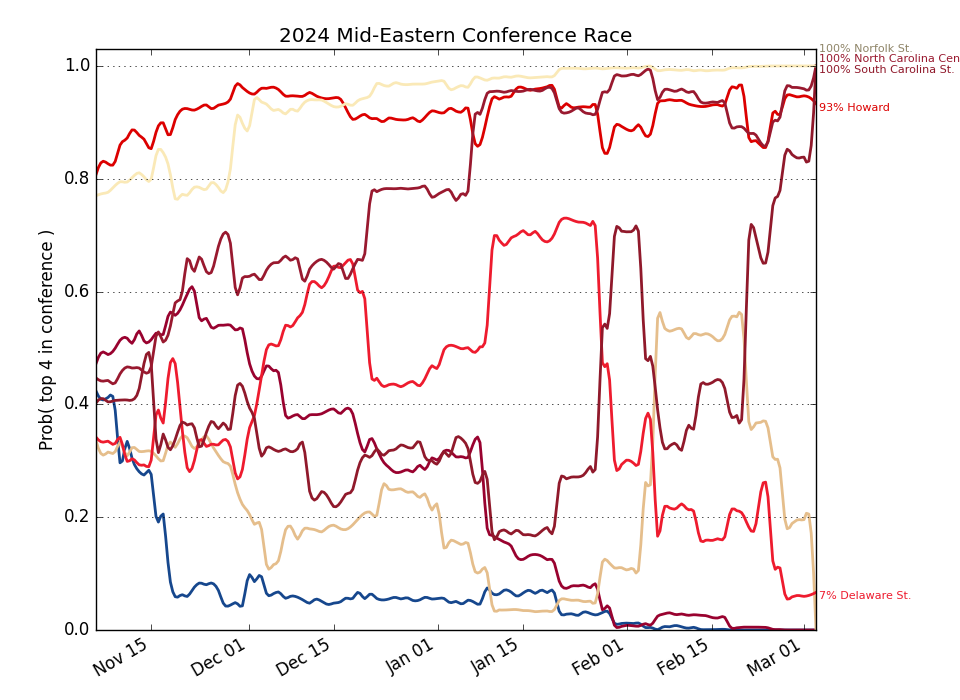 2024 Mid-Eastern Conference Race
100% Norfolk St.
100% North Carolina Cen
100% South Carolina St.
93% Howard
7% Delaware St.
Prob( top 4 in conference )
1.0
0.8
0.6
0.4
0.2
0.0
Nov 15
Dec 01
Dec 15
Jan 01
Jan 15
Feb 01
Feb 15
Mar 01